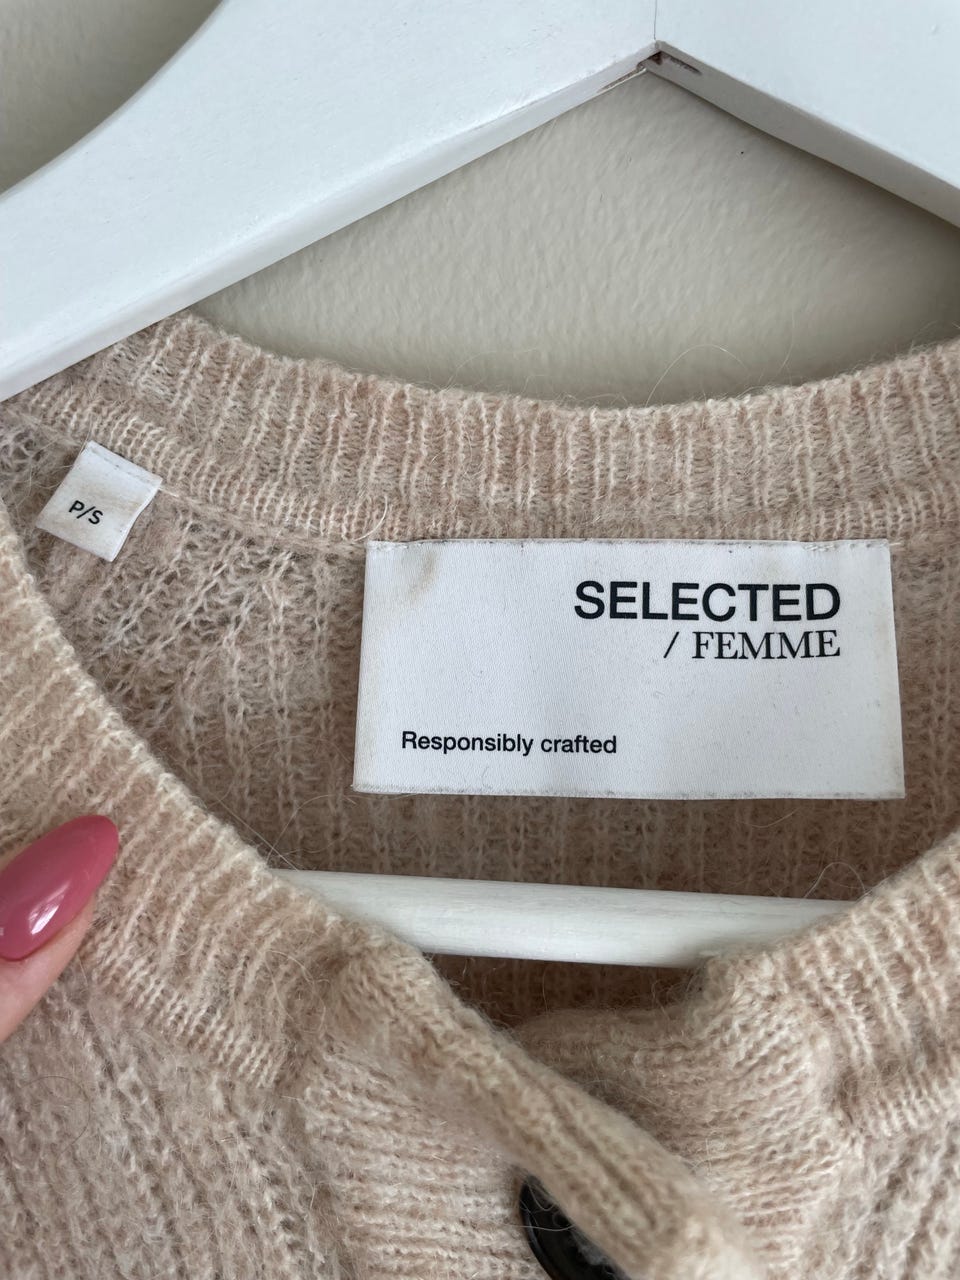 P/S
SELECTED
/ FEMME
Responsibly crafted